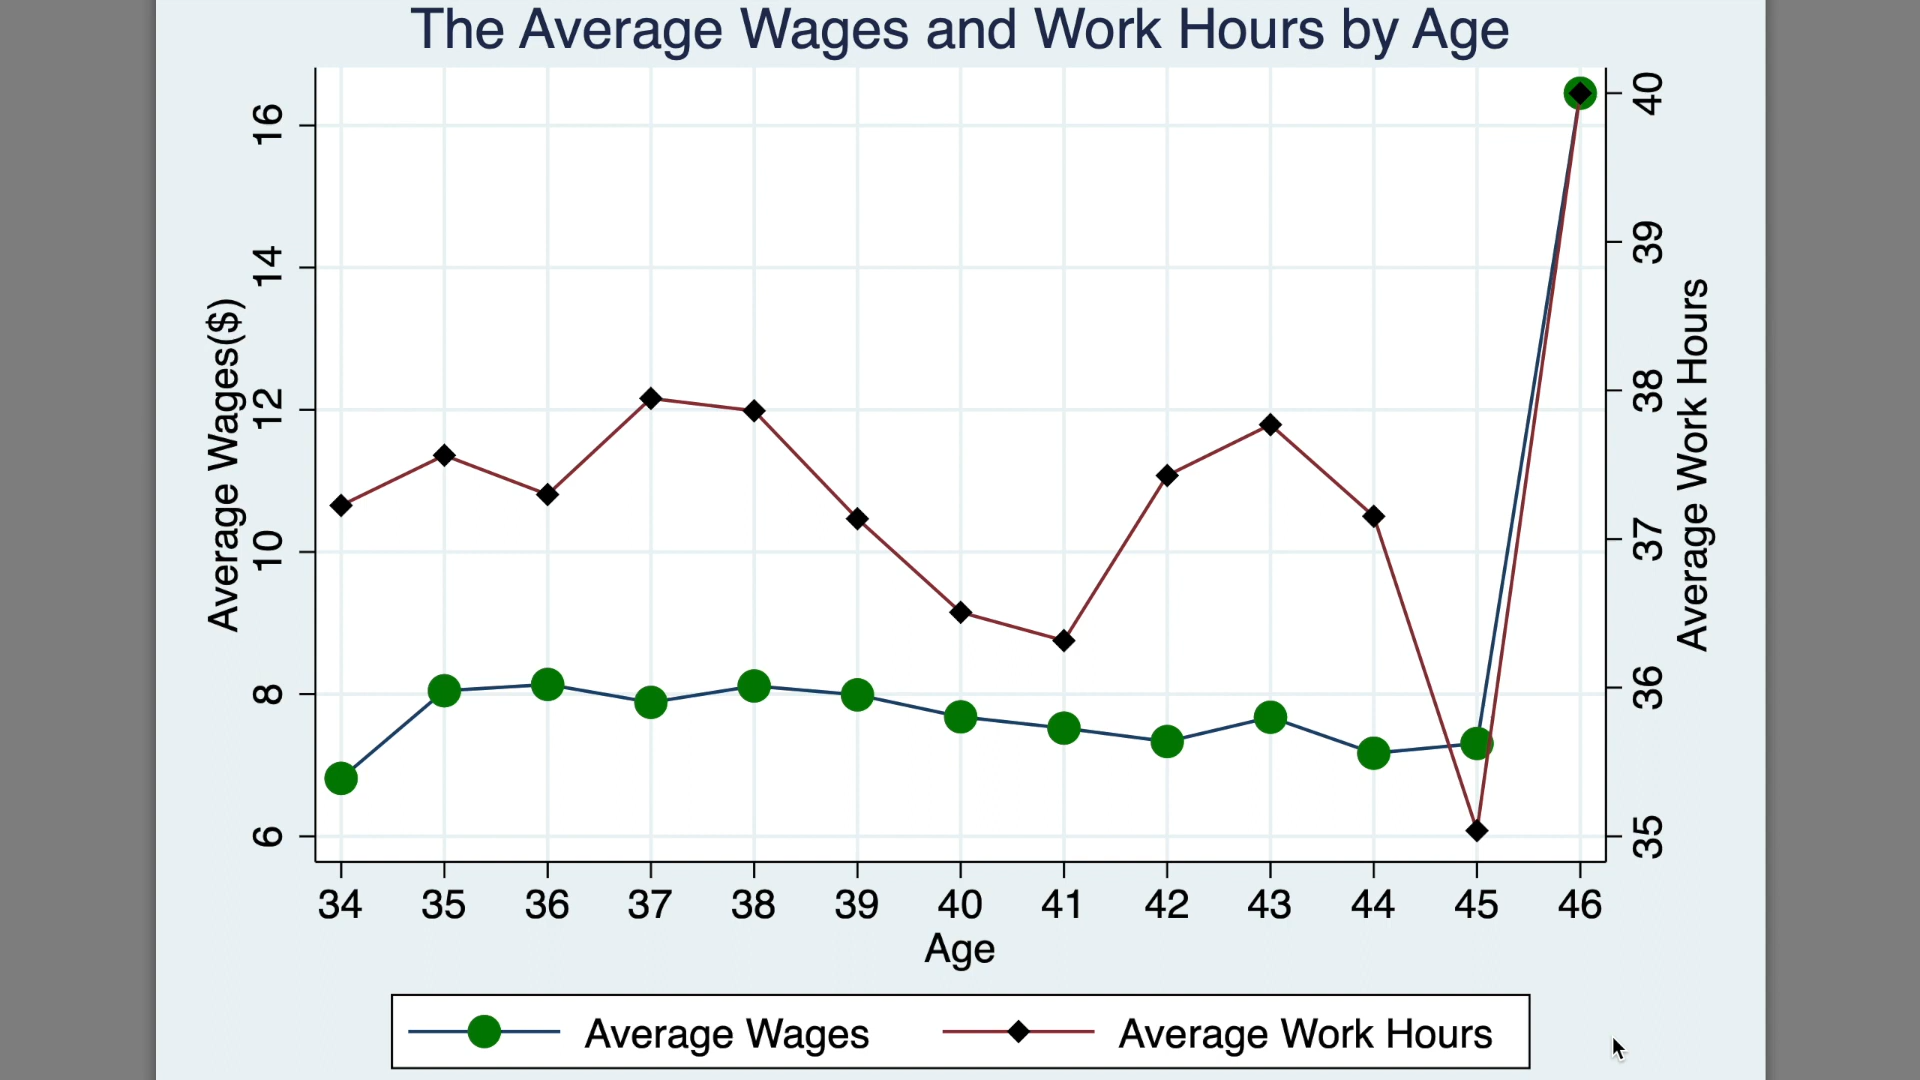 The Average Wages and Work Hours by Age
Average Wages($)
16
14
12
10
8
6
40
39
38
37
36
35
Average Work Hours
34 35 36 37 38 39 40 41 42 43 44 45 46
Age
Average Wages Average Work Hours